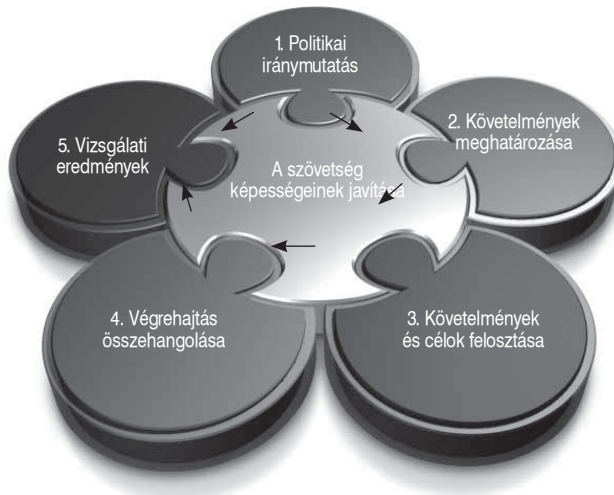 1. Politikai
iránymutatás
2. Követelmények
meghatározása
3. Követelmények
és célok felosztása
4. Végrehajtás
összehangolása
5. Vizsgálati
eredmények
A szövetség
képességeinek javítása